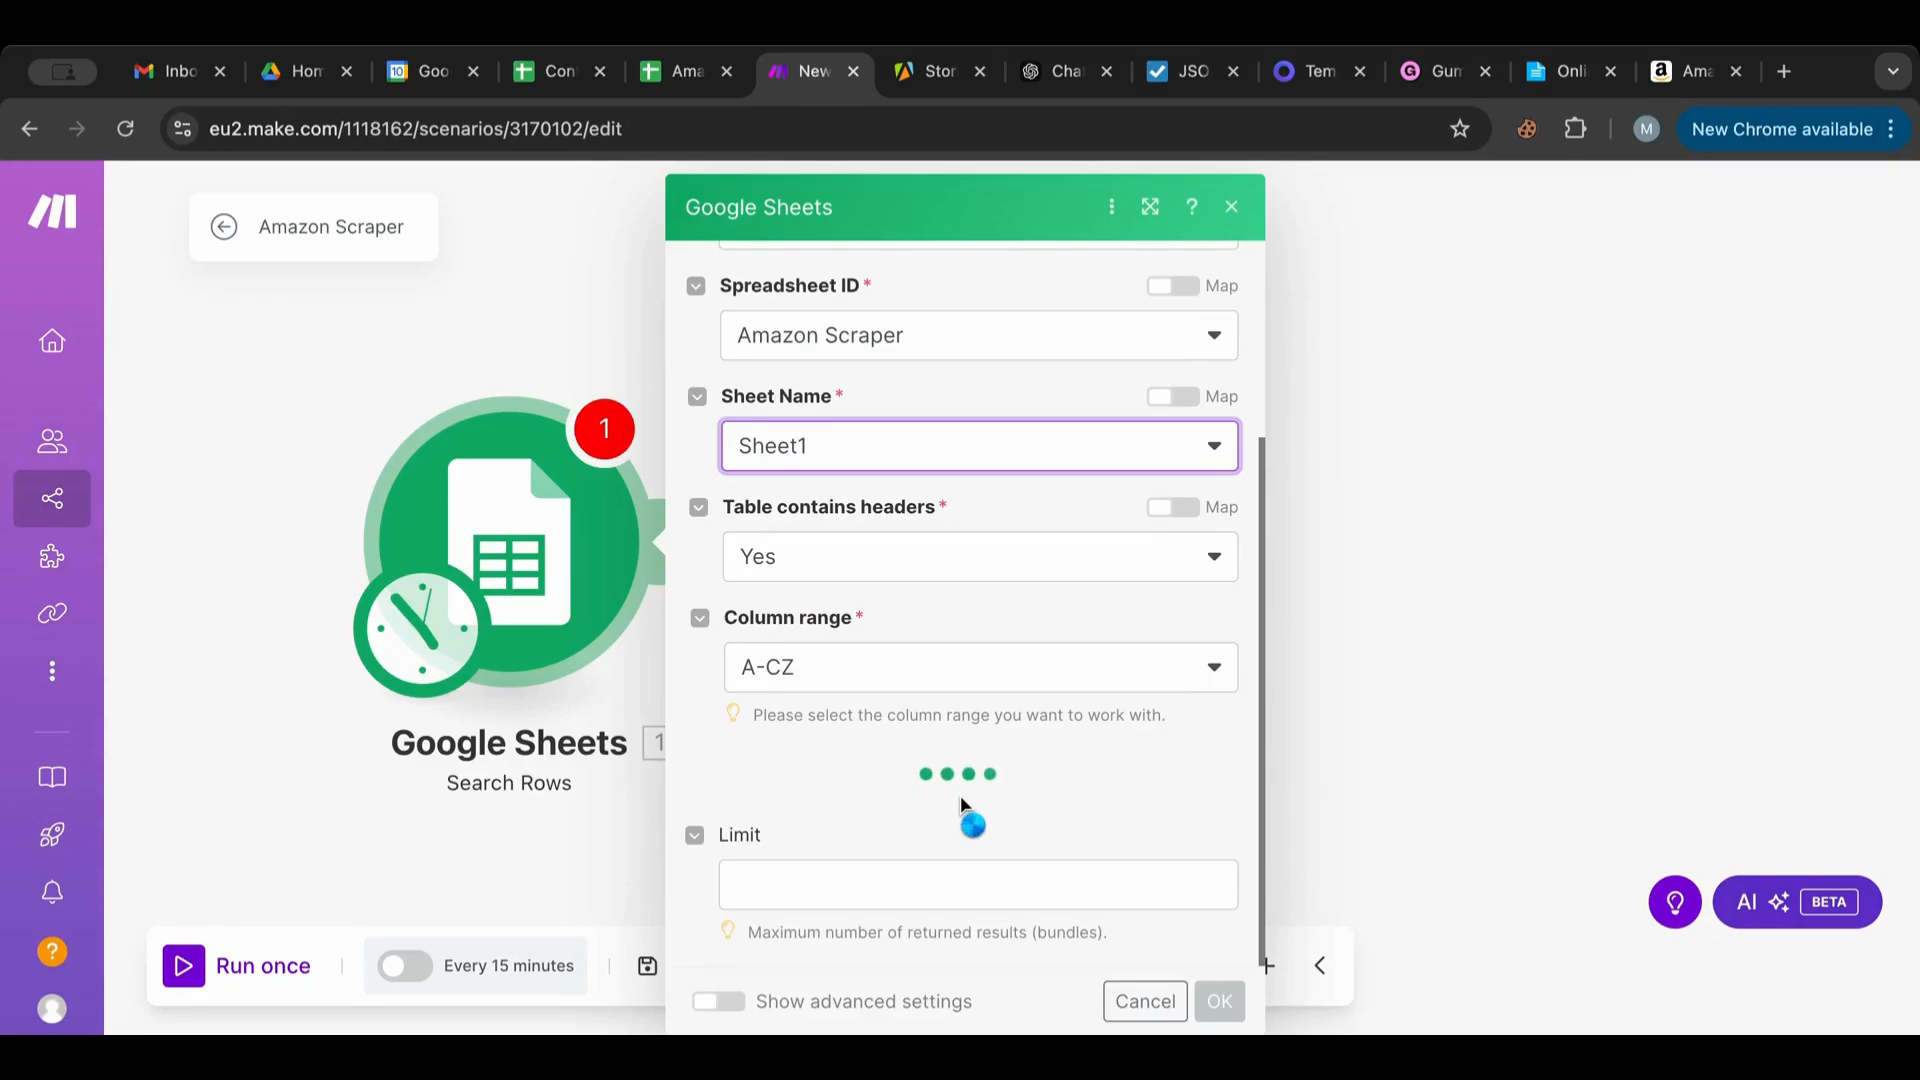 Inbo
Hom
10
Goo
Con
Ama
New
Stor
Cha
JSO
Tem
Gum
Onli
a
Ama
eu2.make.com/1118162/scenarios/3170102/edit
M
New Chrome available
Amazon Scraper
Google Sheets
?
Spreadsheet ID*
Map
Amazon Scraper
Sheet Name*
Map
Sheet1
1
Table contains headers*
Map
Yes
Column range*
A-CZ
Please select the column range you want to work with.
Google Sheets
1
Search Rows
Limit
Maximum number of returned results (bundles).
AI
BETA
?
Run once
Every 15 minutes
Show advanced settings
Cancel
OK